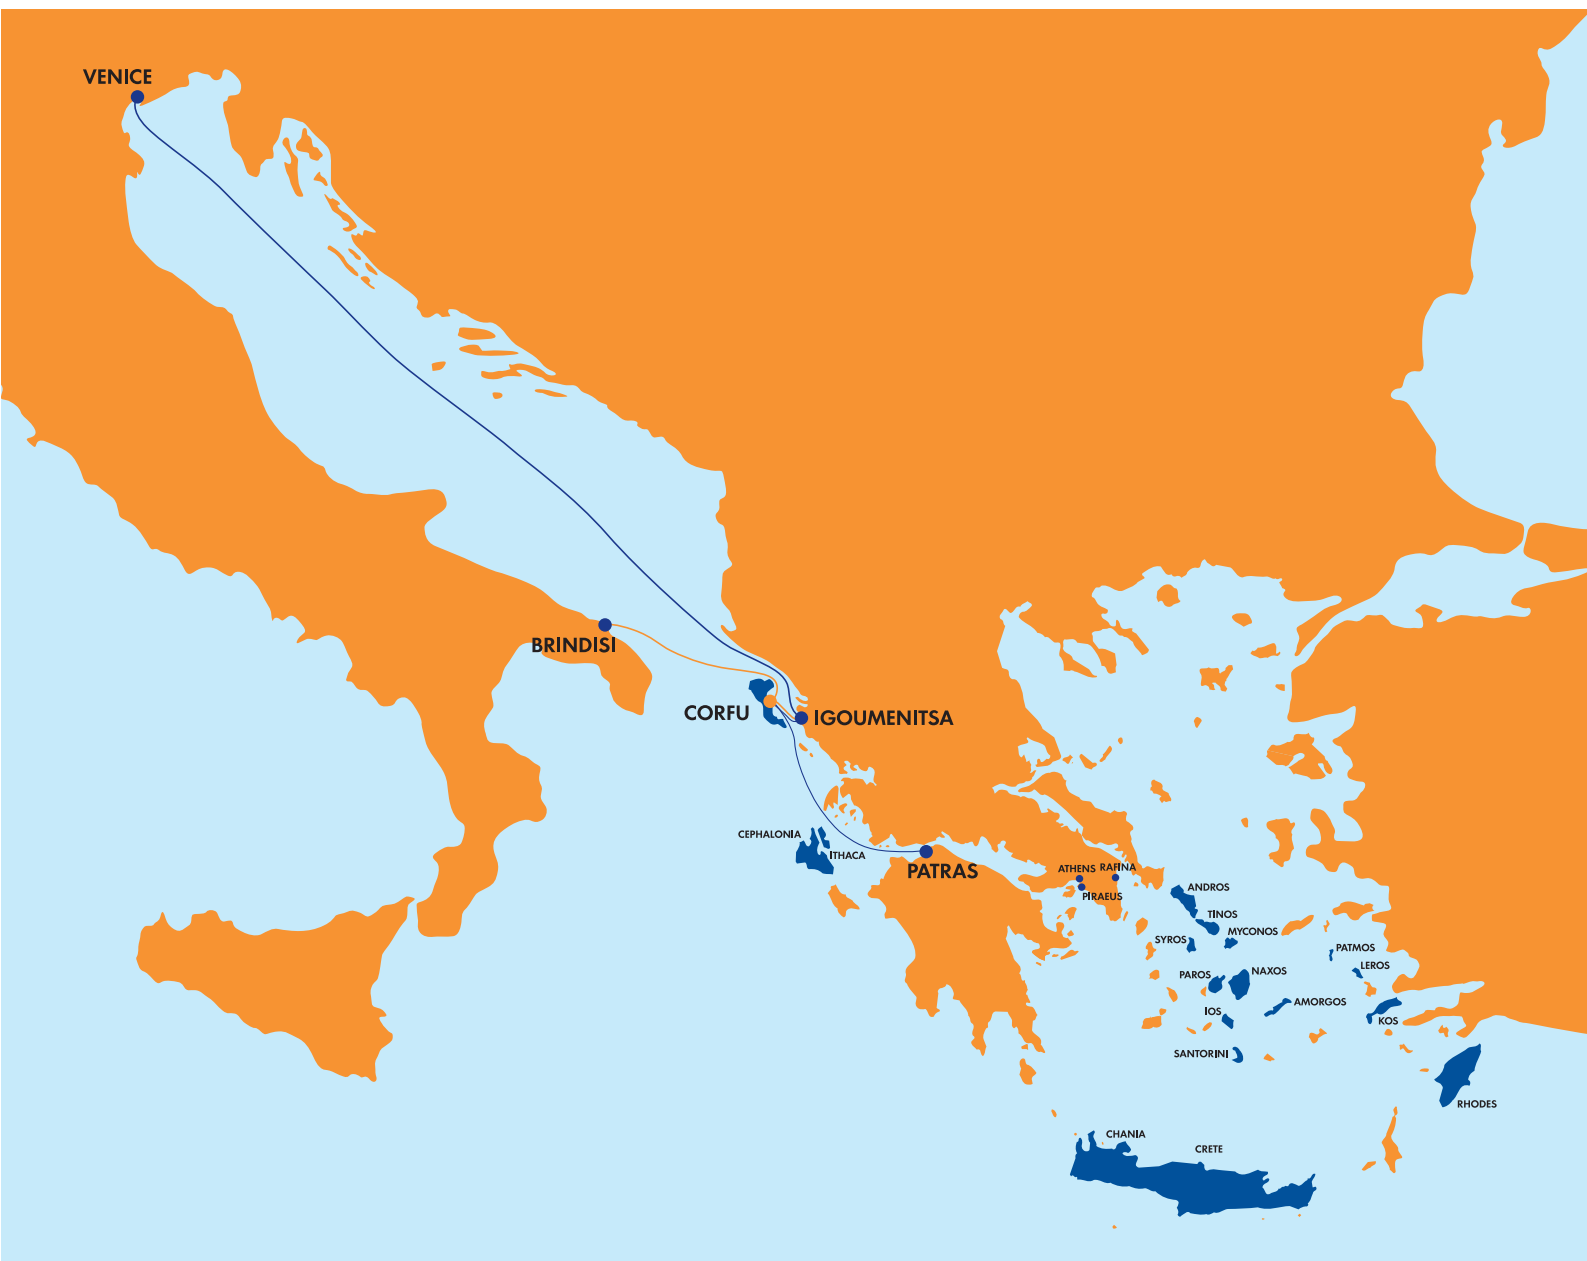 VENICE
BRINDISI
CORFU
IGOUMENITSA
CEPHALONIA
ITHACA
PATRAS
ATHENS
RAFINA
PIRAEUS
ANDROS
TINOS
SYROS
MYCONOS
PATMOS
LEROS
PAROS
NAXOS
AMORGOS
IOS
KOS
SANTORINI
RHODES
CHANIA
CRETE